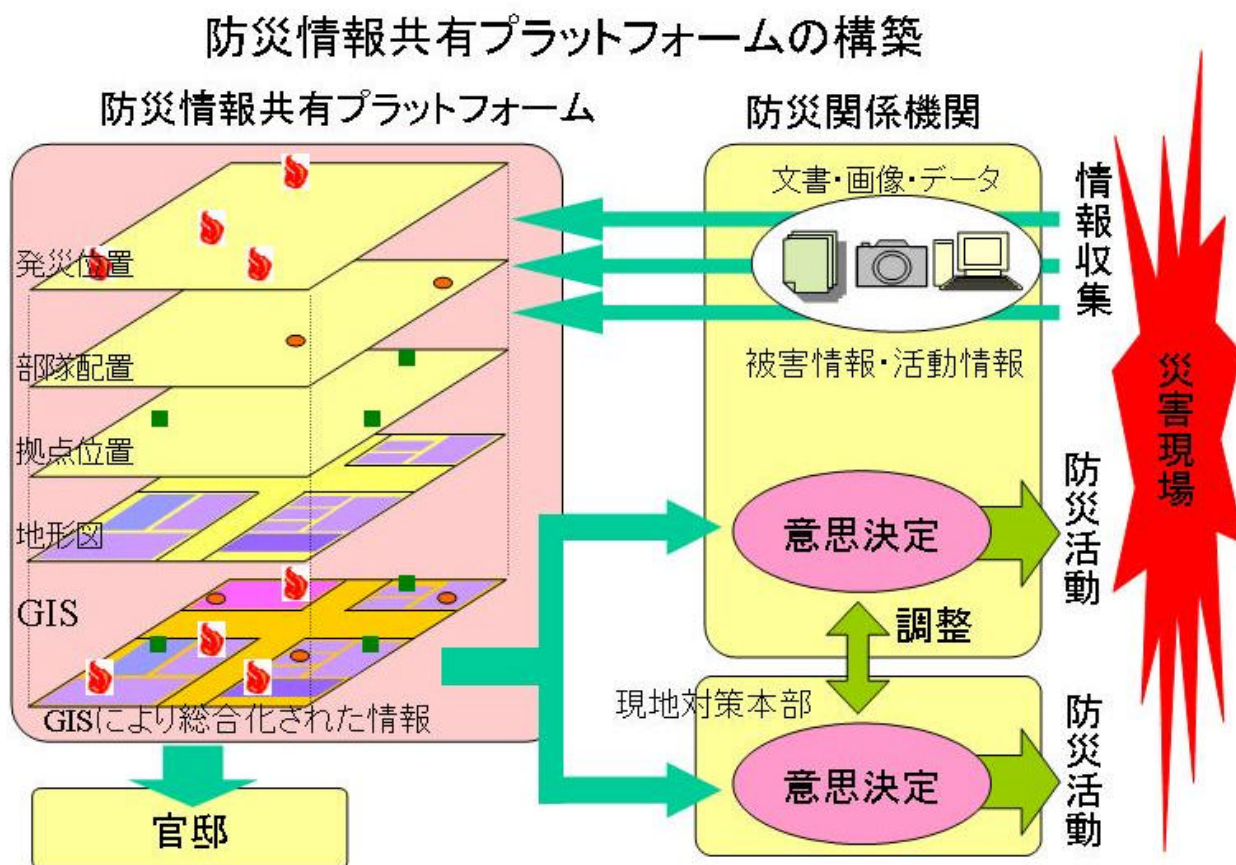 防災情報共有プラットフォームの構築
防災情報共有プラットフォーム
防災関係機関
発災位置
部隊配置
拠点位置
地形図
GIS
GISにより総合化された情報
官邸
文書・画像・データ
被害情報・活動情報
情報収集
意思決定
防災活動
調整
現地対策本部
意思決定
防災活動
災害現場